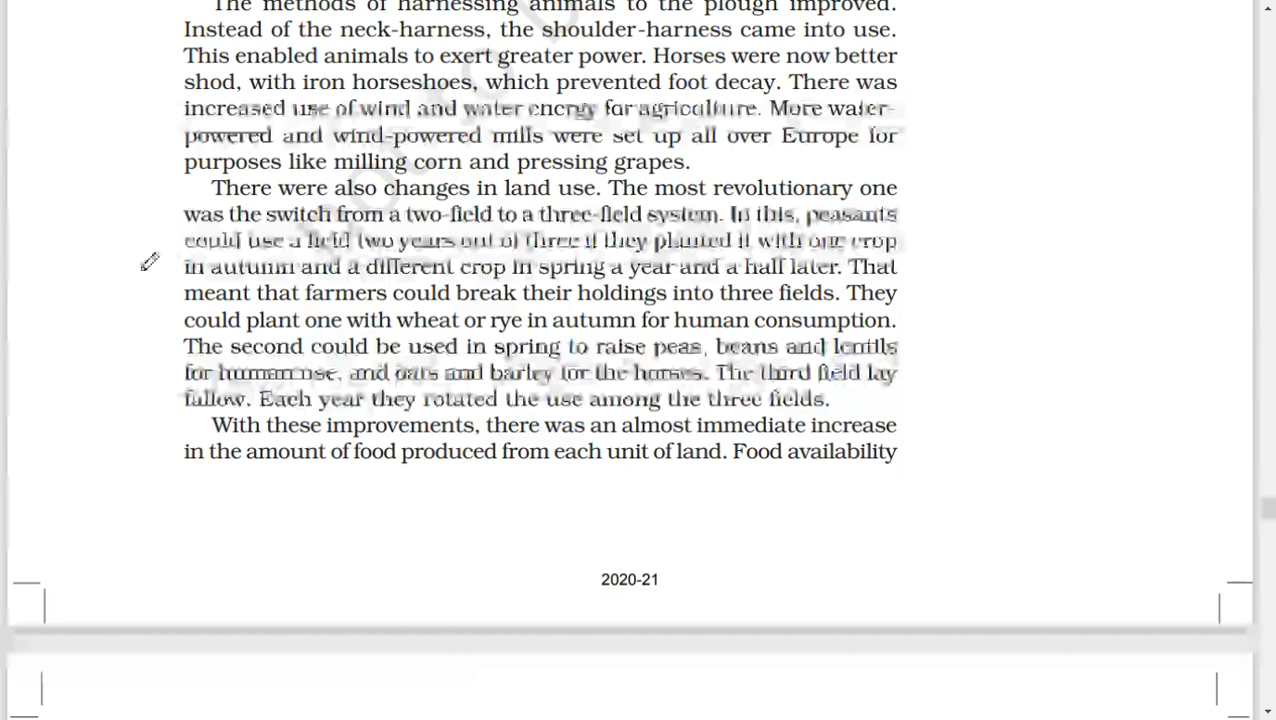 The methods of harnessing animals to the plough improved.
Instead of the neck-harness, the shoulder-harness came into use.
This enabled animals to exert greater power. Horses were now better
shod, with iron horseshoes, which prevented foot decay. There was
increased use of wind and water energy for agriculture. More water-
powered and wind-powered mills were set up all over Europe for
purposes like milling corn and pressing grapes.
There were also changes in land use. The most revolutionary one
was the switch from a two-field to a three-field system. In this, peasants
could use a field two years out of three if they planted it with one crop
in autumn and a different crop in spring a year and a half later. That
meant that farmers could break their holdings into three fields. They
could plant one with wheat or rye in autumn for human consumption.
The second could be used in spring to raise peas, beans and lentils
for human use, and oats and barley for the horses. The third field lay
fallow. Each year they rotated the use among the three fields.
With these improvements, there was an almost immediate increase
in the amount of food produced from each unit of land. Food availability
2020-21